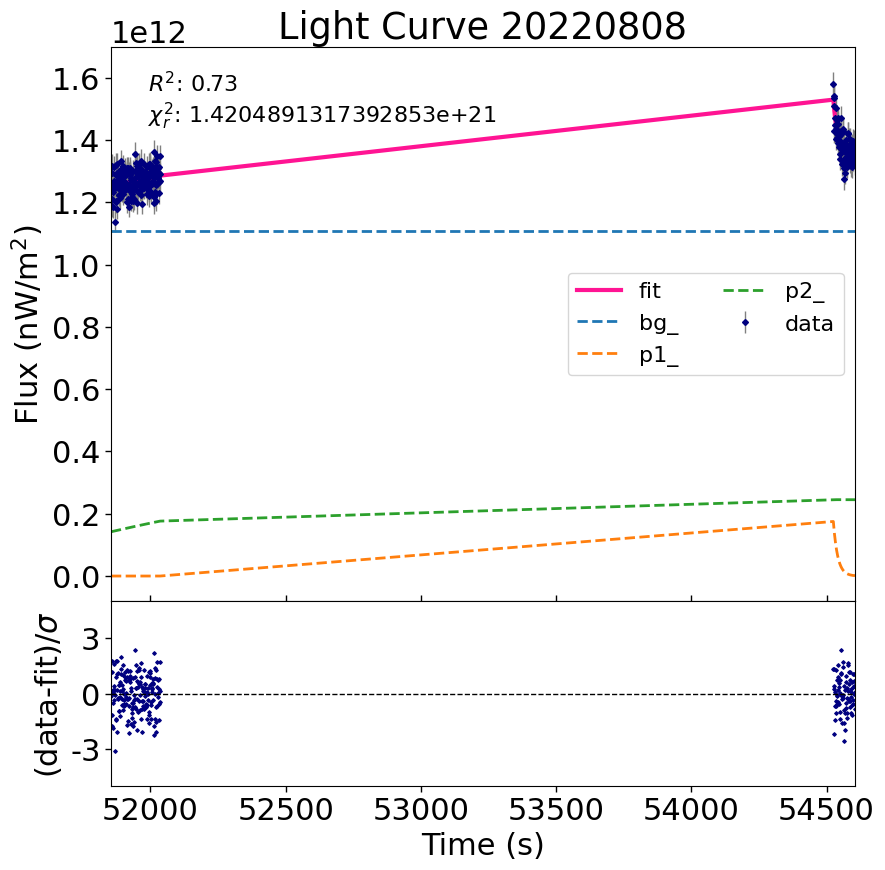 Light Curve 20220808
1e12
R²: 0.73
χ²ᵣ: 1.4204891317392853e+21
1.6
1.4
1.2
1.0
0.8
0.6
0.4
0.2
0.0
Flux (nW/m²)
fit
bg_
p1_
p2_
data
3
0
-3
(data-fit)/σ
52000 52500 53000 53500 54000 54500
Time (s)